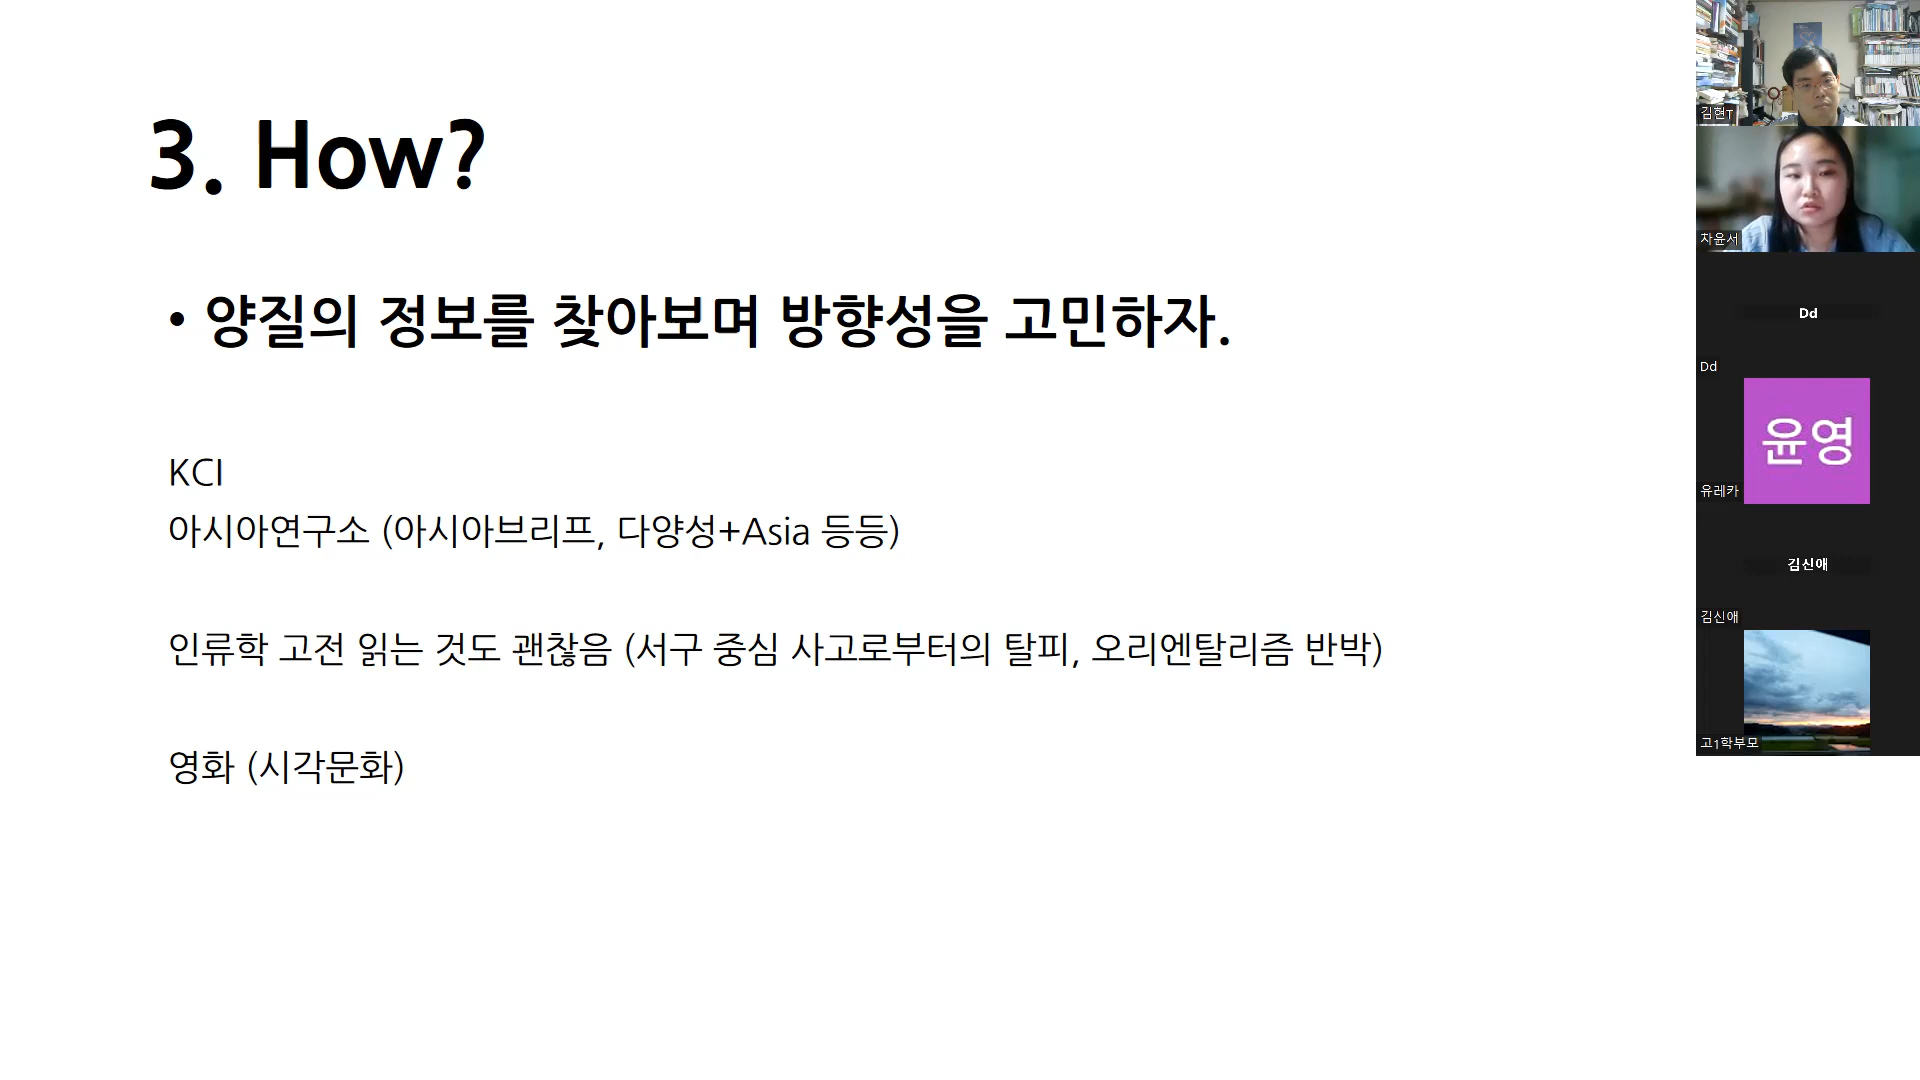 3. How?
• 양질의 정보를 찾아보며 방향성을 고민하자.
KCI
아시아연구소 (아시아브리프, 다양성+Asia 등등)
인류학 고전 읽는 것도 괜찮음 (서구 중심 사고로부터의 탈피, 오리엔탈리즘 반박)
영화 (시각문화)
김현T
차윤서
Dd
Dd
윤영
유레카
김신애
김신애
고1학부모